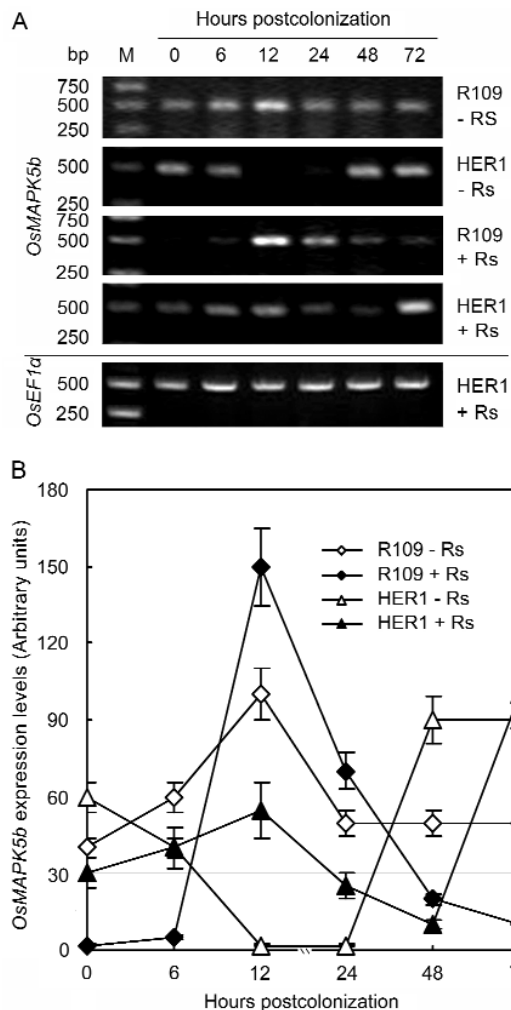 A
Hours postcolonization
bp M 0 6 12 24 48 72
750
500
250
R109
- RS
500
250
HER1
- Rs
750
500
250
R109
+ Rs
500
250
HER1
+ Rs
OsMAPK5b
500
250
HER1
+ Rs
OsEF1α
B
180
150
120
90
60
30
0
OsMAPK5b expression levels (Arbitrary units)
R109 - Rs
R109 + Rs
HER1 - Rs
HER1 + Rs
0 6 12 24 48
Hours postcolonization